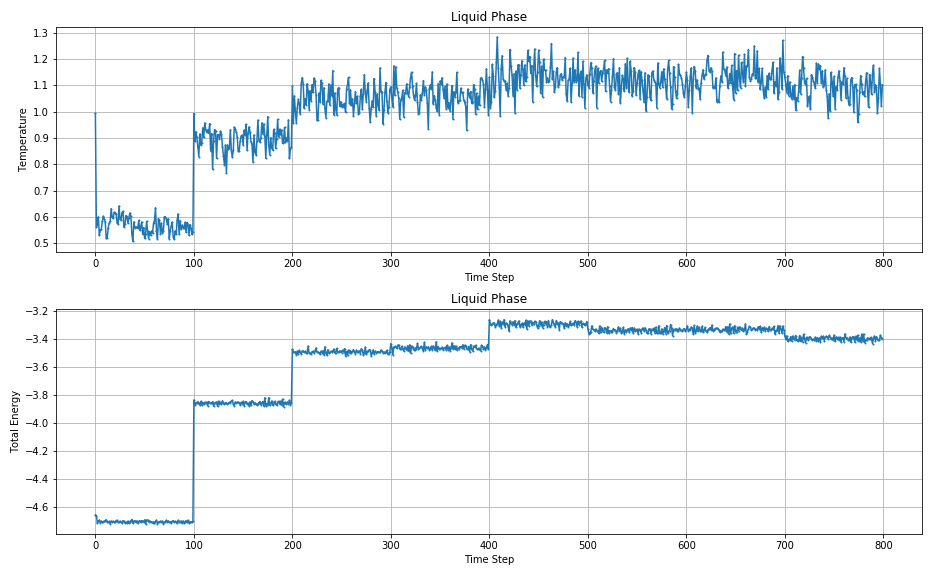 Liquid Phase
1.3
1.2
1.1
1.0
0.9
0.8
0.7
0.6
0.5
Temperature
0 100 200 300 400 500 600 700 800
Time Step
Liquid Phase
−3.2
−3.4
−3.6
−3.8
−4.0
−4.2
−4.4
−4.6
Total Energy
0 100 200 300 400 500 600 700 800
Time Step